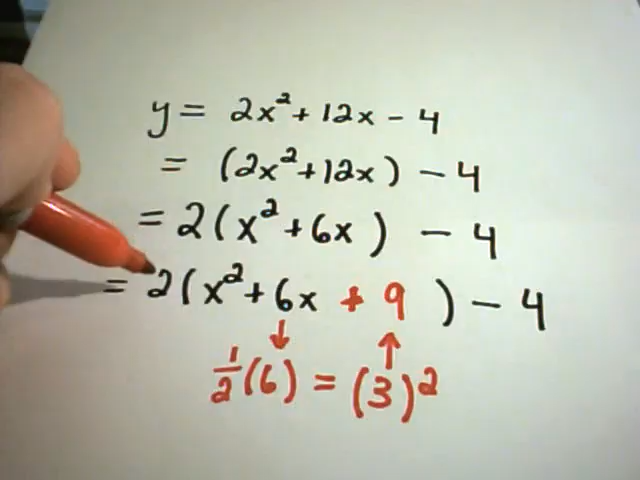 y = 2x² + 12x - 4
= (2x² + 12x) - 4
= 2(x² + 6x ) - 4
= 2(x² + 6x + 9 ) - 4
↓ ↑
1/2(6) = (3)²